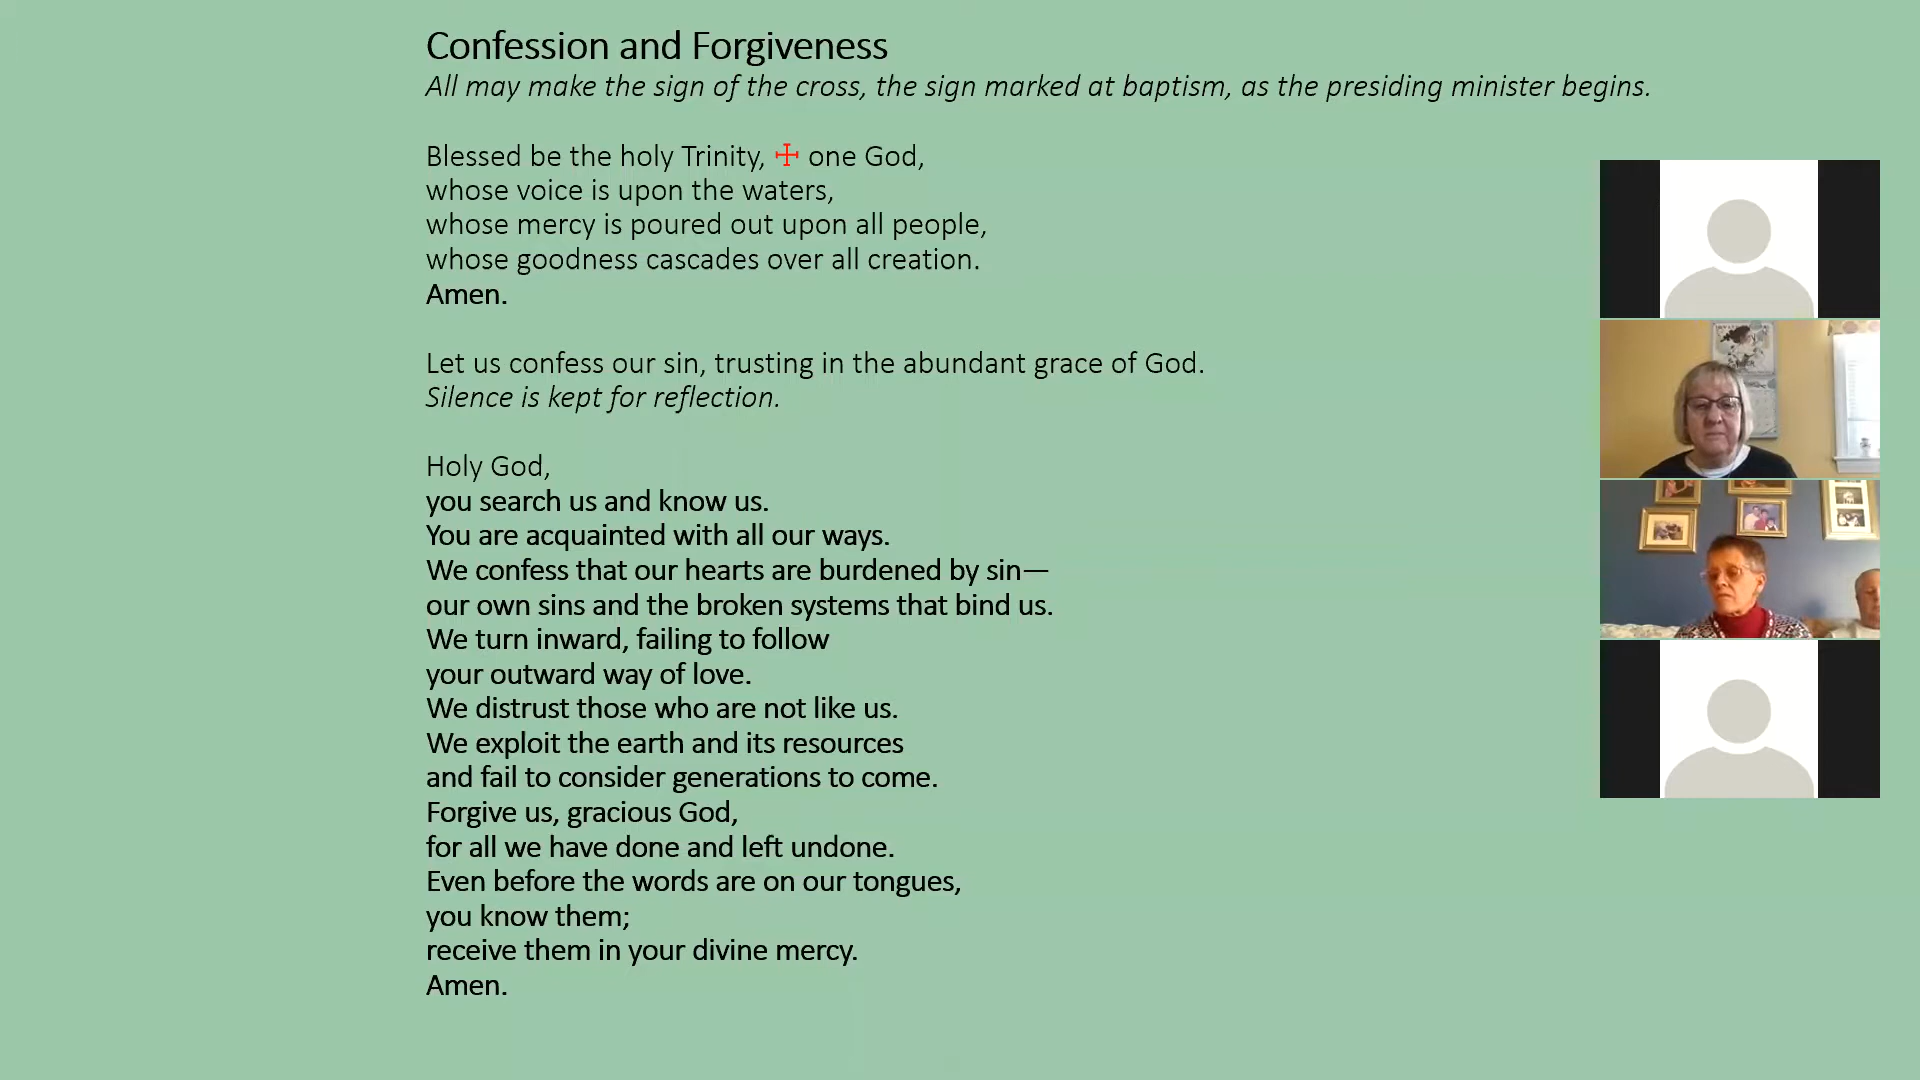 Confession and Forgiveness
All may make the sign of the cross, the sign marked at baptism, as the presiding minister begins.
Blessed be the holy Trinity, ☩ one God,
whose voice is upon the waters,
whose mercy is poured out upon all people,
whose goodness cascades over all creation.
Amen.
Let us confess our sin, trusting in the abundant grace of God.
Silence is kept for reflection.
Holy God,
you search us and know us.
You are acquainted with all our ways.
We confess that our hearts are burdened by sin—
our own sins and the broken systems that bind us.
We turn inward, failing to follow
your outward way of love.
We distrust those who are not like us.
We exploit the earth and its resources
and fail to consider generations to come.
Forgive us, gracious God,
for all we have done and left undone.
Even before the words are on our tongues,
you know them;
receive them in your divine mercy.
Amen.